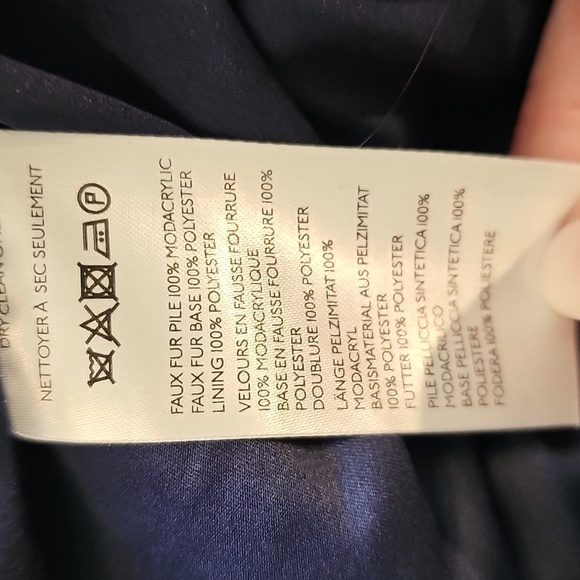 DRY CLEAN
NETTOYER À SEC SEULEMENT
P
FAUX FUR PILE 100% MODACRYLIC
FAUX FUR BASE 100% POLYESTER
LINING 100% POLYESTER
VELOURS EN FAUSSE FOURRURE
100% MODACRYLIQUE
BASE EN FAUSSE FOURRURE 100%
POLYESTER
DOUBLURE 100% POLYESTER
LÄNGE PELZIMITAT 100%
MODACRYL
BASISMATERIAL AUS PELZIMITAT
100% POLYESTER
FUTTER 100% POLYESTER
PILE PELLICCIA SINTETICA 100%
MODACRILICO
BASE PELLICCIA SINTETICA 100%
POLIESTERE
FODERA 100% POLIESTERE